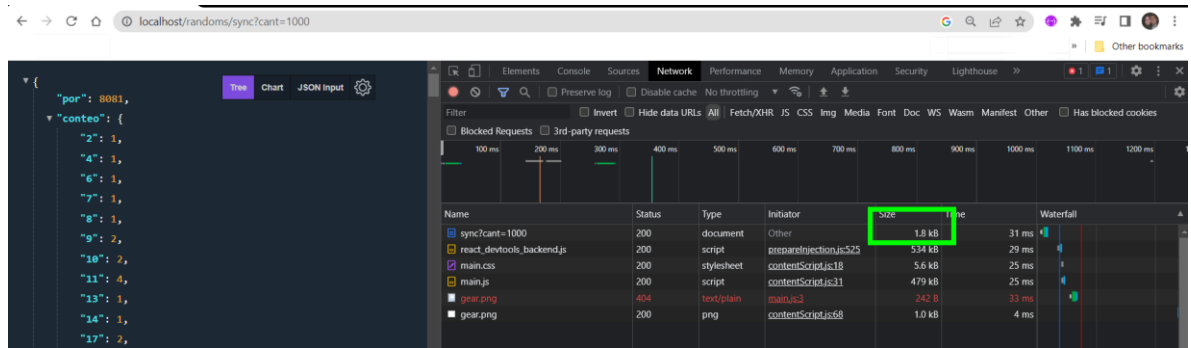 localhost/randoms/sync?cant=1000
» Other bookmarks
{
"por": 8081,
"conteo": {
"2": 1,
"4": 1,
"6": 1,
"7": 1,
"8": 1,
"9": 2,
"10": 2,
"11": 4,
"13": 1,
"14": 1,
"17": 2,
Tree Chart JSON Input
Elements Console Sources Network Performance Memory Application Security Lighthouse » 1 1
Preserve log Disable cache No throttling
Filter Invert Hide data URLs All Fetch/XHR JS CSS Img Media Font Doc WS Wasm Manifest Other Has blocked cookies
Blocked Requests 3rd-party requests
100 ms 200 ms 300 ms 400 ms 500 ms 600 ms 700 ms 800 ms 900 ms 1000 ms 1100 ms 1200 ms
Name Status Type Initiator Size Time Waterfall
sync?cant=1000 200 document Other 1.8 kB 31 ms
react_devtools_backend.js 200 script prepareInjection.js:525 534 kB 29 ms
main.css 200 stylesheet contentScript.js:18 5.6 kB 25 ms
main.js 200 script contentScript.js:31 479 kB 25 ms
gear.png 404 text/plain main.js:3 242 B 33 ms
gear.png 200 png contentScript.js:68 1.0 kB 4 ms